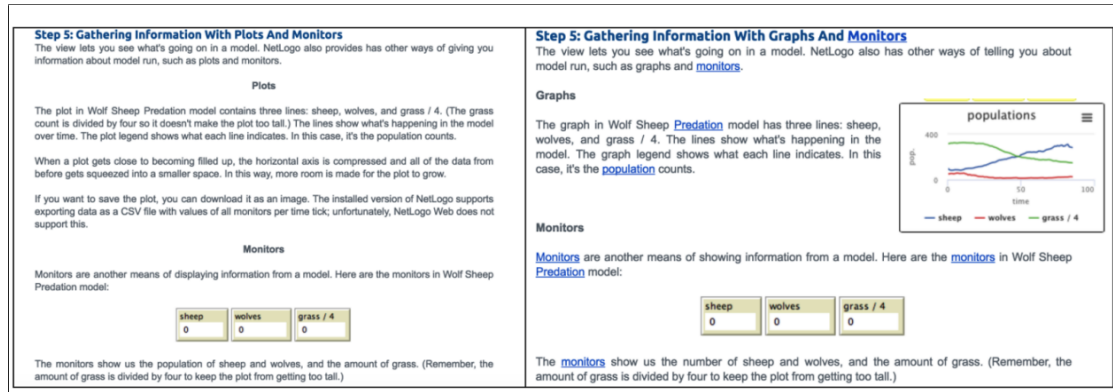 Step 5: Gathering Information With Plots And Monitors
The view lets you see what's going on in a model. NetLogo also provides has other ways of giving you
information about model run, such as plots and monitors.
Plots
The plot in Wolf Sheep Predation model contains three lines: sheep, wolves, and grass / 4. (The grass
count is divided by four so it doesn't make the plot too tall.) The lines show what's happening in the model
over time. The plot legend shows what each line indicates. In this case, it's the population counts.
When a plot gets close to becoming filled up, the horizontal axis is compressed and all of the data from
before gets squeezed into a smaller space. In this way, more room is made for the plot to grow.
If you want to save the plot, you can download it as an image. The installed version of NetLogo supports
exporting data as a CSV file with values of all monitors per time tick; unfortunately, NetLogo Web does not
support this.
Monitors
Monitors are another means of displaying information from a model. Here are the monitors in Wolf Sheep
Predation model:
sheep wolves grass / 4
0 0 0
The monitors show us the population of sheep and wolves, and the amount of grass. (Remember, the
amount of grass is divided by four to keep the plot from getting too tall.)
Step 5: Gathering Information With Graphs And Monitors
The view lets you see what's going on in a model. NetLogo also has other ways of telling you about
model run, such as graphs and monitors.
Graphs
The graph in Wolf Sheep Predation model has three lines: sheep,
wolves, and grass / 4. The lines show what's happening in the
model. The graph legend shows what each line indicates. In this
case, it's the population counts.
populations
pop.
400
0
0 50 100
time
sheep wolves grass / 4
Monitors
Monitors are another means of showing information from a model. Here are the monitors in Wolf Sheep
Predation model:
sheep wolves grass / 4
0 0 0
The monitors show us the number of sheep and wolves, and the amount of grass. (Remember, the
amount of grass is divided by four to keep the plot from getting too tall.)